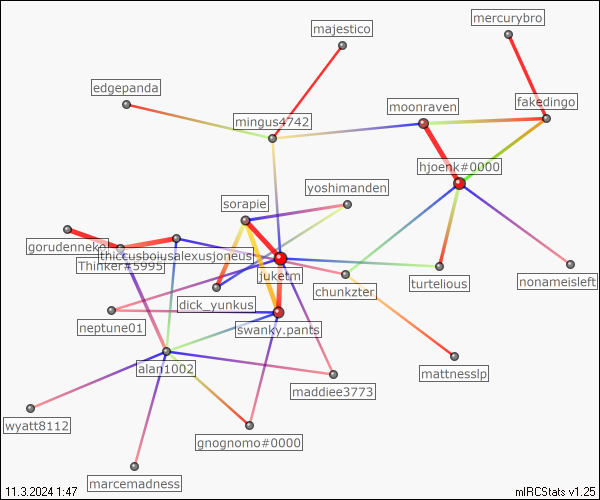 mercurybro
majestico
edgepanda
moonraven
fakedingo
mingus4742
hjoenk#0000
yoshimanden
sorapie
gorudenneko
thiccusboiusalexusjoneus
Thinker#5995
juketm
chunkzter
turtelious
nonameisleft
dick_yunkus
neptune01
swanky.pants
alan1002
mattnesslp
maddiee3773
wyatt8112
gnognomo#0000
marcemadness
11.3.2024 1:47
mIRCStats v1.25